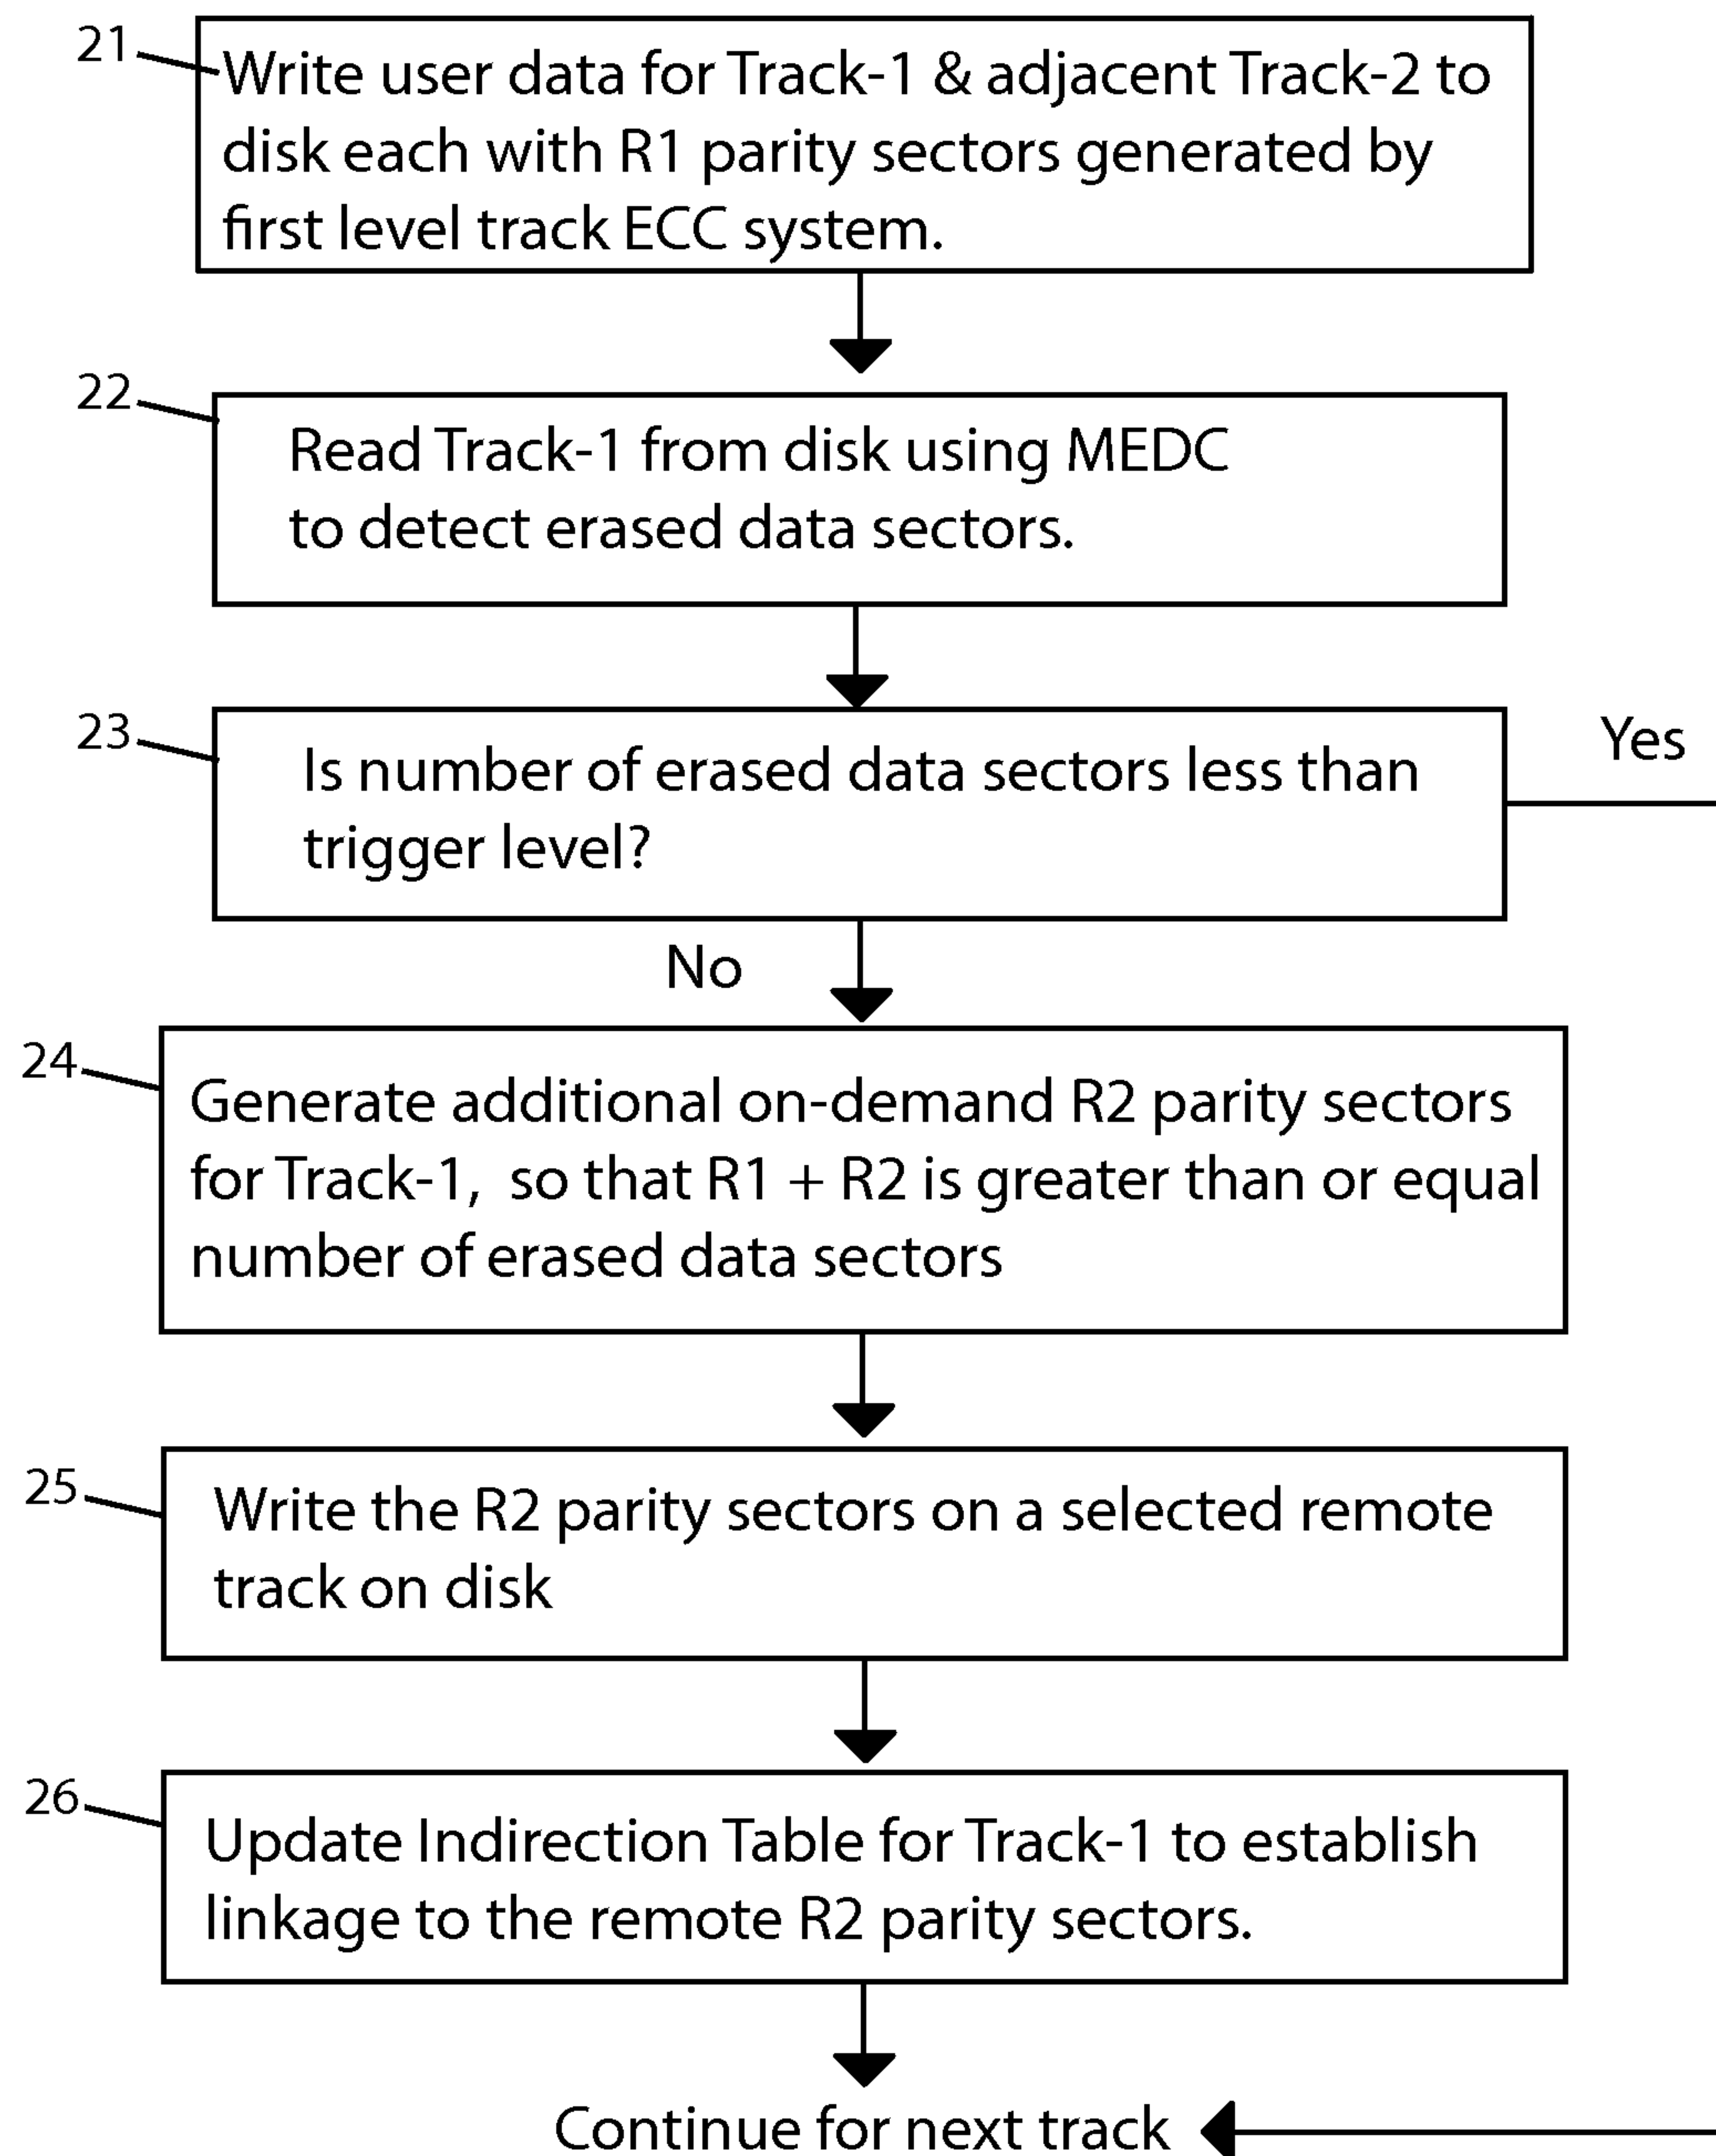 21
Write user data for Track-1 & adjacent Track-2 to
disk each with R1 parity sectors generated by
first level track ECC system.
22
Read Track-1 from disk using MEDC
to detect erased data sectors.
23
Is number of erased data sectors less than
trigger level?
Yes
No
24
Generate additional on-demand R2 parity sectors
for Track-1, so that R1 + R2 is greater than or equal
number of erased data sectors
25
Write the R2 parity sectors on a selected remote
track on disk
26
Update Indirection Table for Track-1 to establish
linkage to the remote R2 parity sectors.
Continue for next track